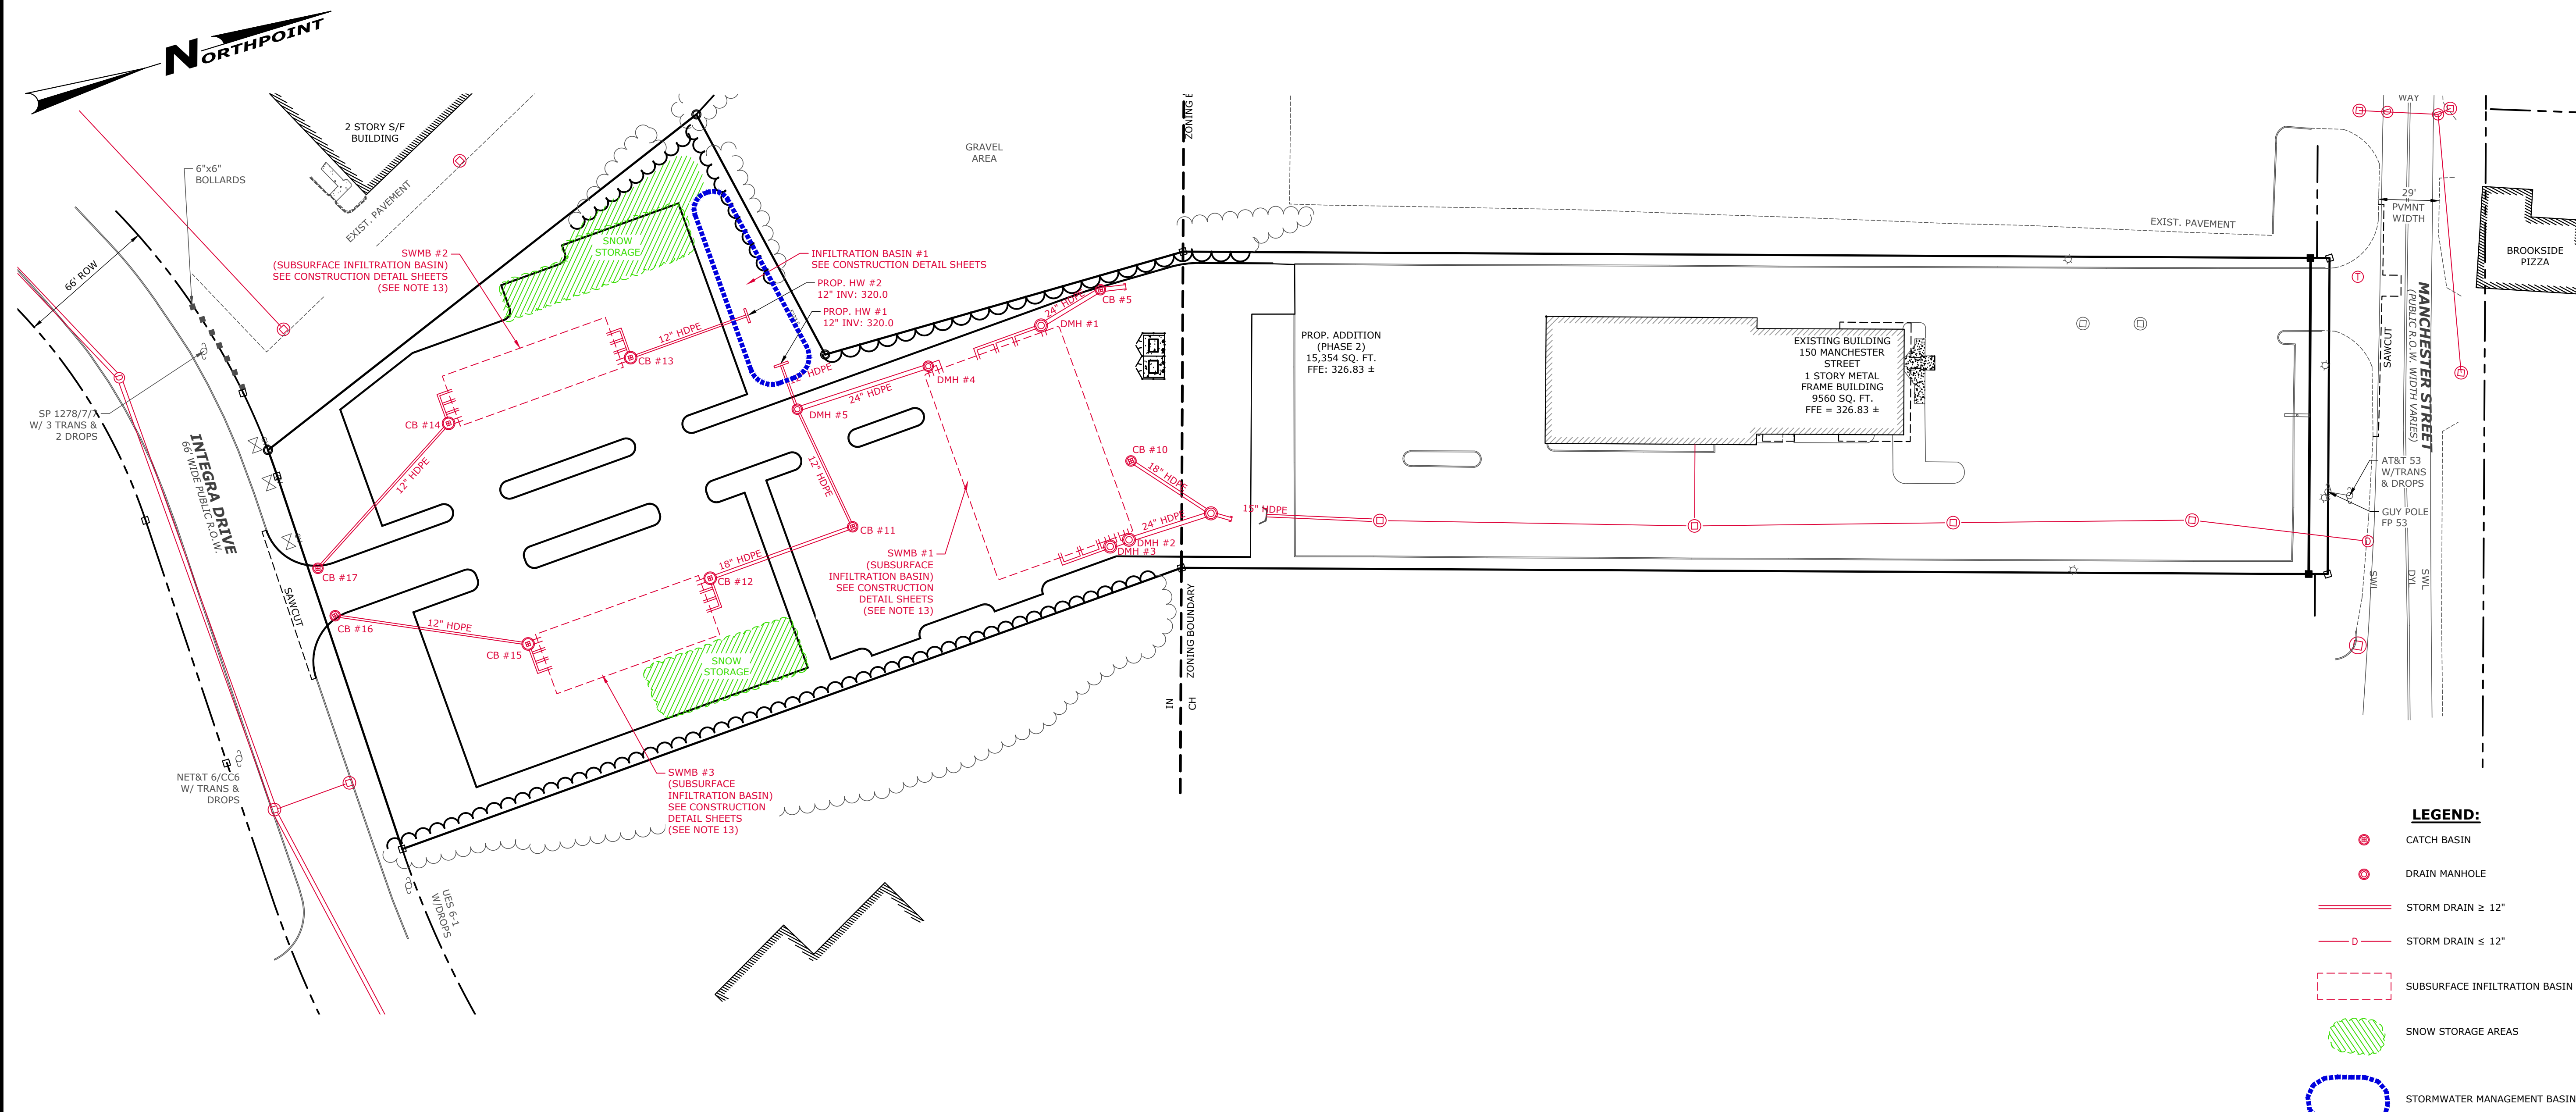 NORTHPOINT
2 STORY S/F
BUILDING
6"x6"
BOLLARDS
EXIST. PAVEMENT
66' ROW
SWMB #2
(SUBSURFACE INFILTRATION BASIN)
SEE CONSTRUCTION DETAIL SHEETS
(SEE NOTE 13)
SNOW
STORAGE
GRAVEL
AREA
INFILTRATION BASIN #1
SEE CONSTRUCTION DETAIL SHEETS
PROP. HW #2
12" INV: 320.0
PROP. HW #1
12" INV: 320.0
12" HDPE
CB #13
CB #14
12" HDPE
12" HDPE
DMH #5
24" HDPE
DMH #4
24" HDPE
CB #5
DMH #1
12" HDPE
CB #11
CB #10
18" HDPE
24" HDPE
DMH #2
DMH #3
15" HDPE
18" HDPE
CB #12
SWMB #1
(SUBSURFACE
INFILTRATION BASIN)
SEE CONSTRUCTION
DETAIL SHEETS
(SEE NOTE 13)
SP 1278/7/1
W/ 3 TRANS &
2 DROPS
INTEGRA DRIVE
66' WIDE PUBLIC R.O.W.
SAWCUT
CB #17
CB #16
12" HDPE
CB #15
SNOW
STORAGE
SWMB #3
(SUBSURFACE
INFILTRATION BASIN)
SEE CONSTRUCTION
DETAIL SHEETS
(SEE NOTE 13)
NET&T 6/CC6
W/ TRANS &
DROPS
UES 6-1
W/DROPS
ZONING
ZONING BOUNDARY
IN
CH
PROP. ADDITION
(PHASE 2)
15,354 SQ. FT.
FFE: 326.83 ±
EXISTING BUILDING
150 MANCHESTER
STREET
1 STORY METAL
FRAME BUILDING
9560 SQ. FT.
FFE = 326.83 ±
EXIST. PAVEMENT
WAY
29'
PVMNT
WIDTH
T
BROOKSIDE
PIZZA
MANCHESTER STREET
(PUBLIC R.O.W. WIDTH VARIES)
SAWCUT
AT&T 53
W/TRANS
& DROPS
GUY POLE
FP 53
D
SWL
DYL
SWL
LEGEND:
CATCH BASIN
DRAIN MANHOLE
STORM DRAIN ≥ 12"
D STORM DRAIN ≤ 12"
SUBSURFACE INFILTRATION BASIN
SNOW STORAGE AREAS
STORMWATER MANAGEMENT BASIN